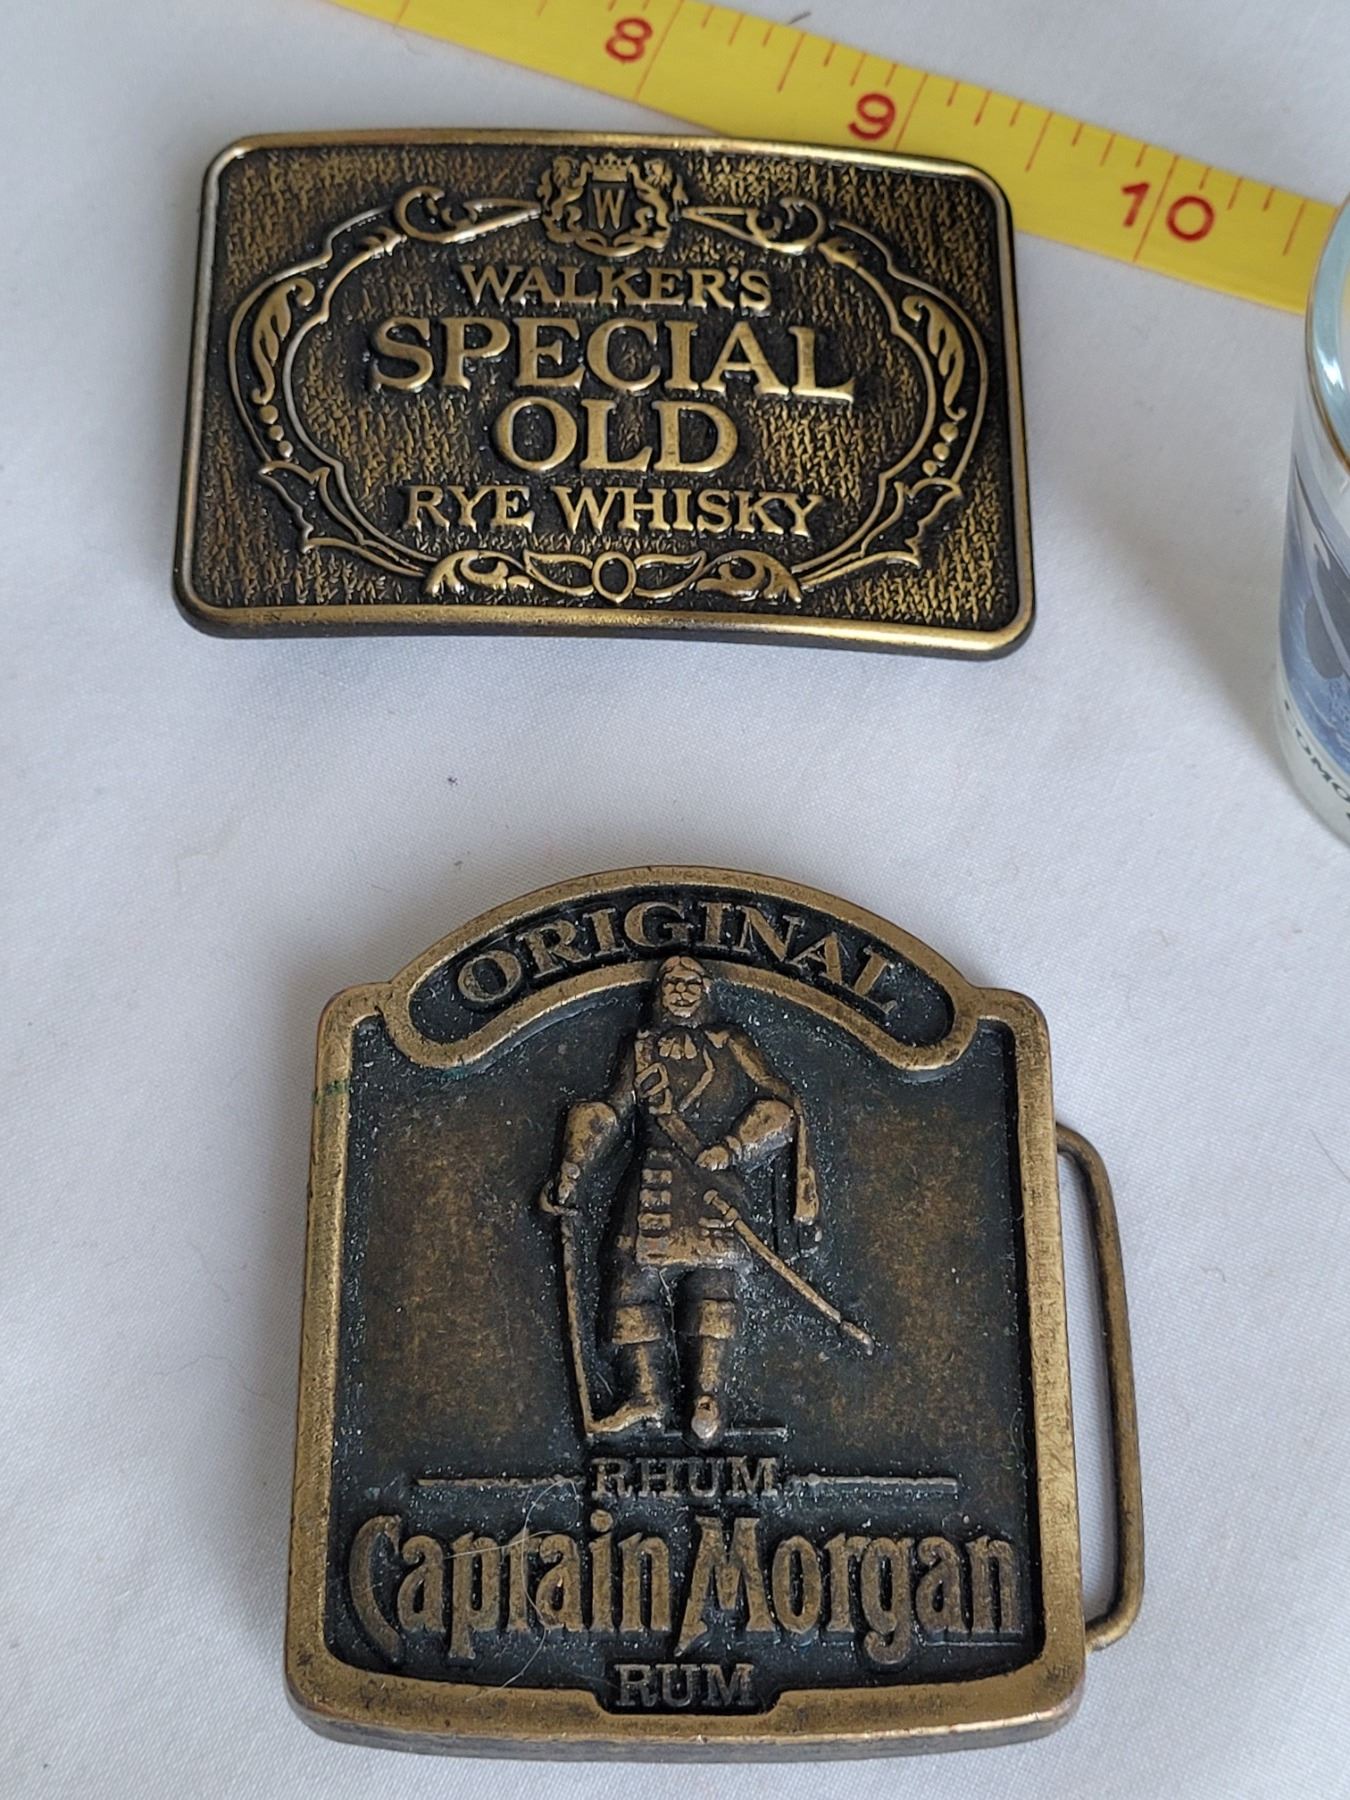 8
9
10
W
WALKER'S
SPECIAL
OLD
RYE WHISKY
ORIGINAL
RHUM
Captain Morgan
RUM